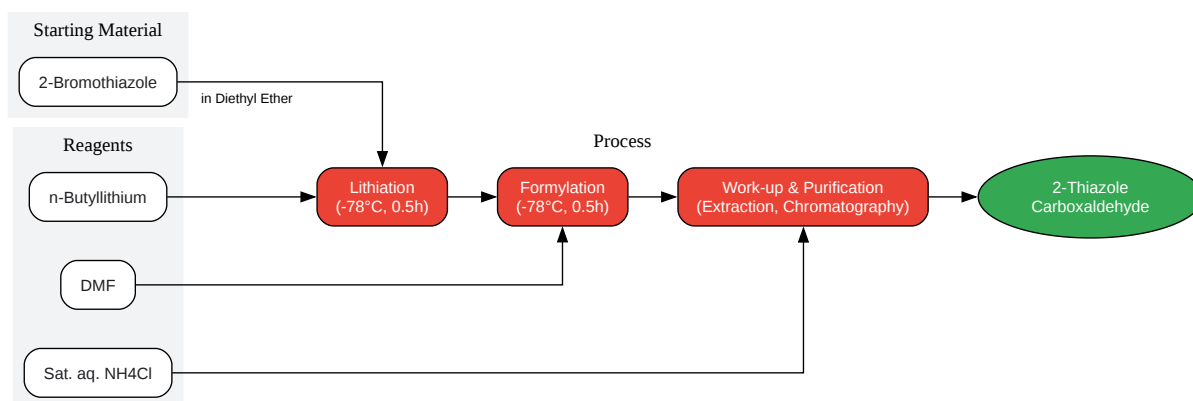 Starting Material
2-Bromothiazole
in Diethyl Ether
Reagents
Process
n-Butyllithium
Lithiation
(-78°C, 0.5h)
Formylation
(-78°C, 0.5h)
Work-up & Purification
(Extraction, Chromatography)
2-Thiazole
Carboxaldehyde
DMF
Sat. aq. NH4Cl